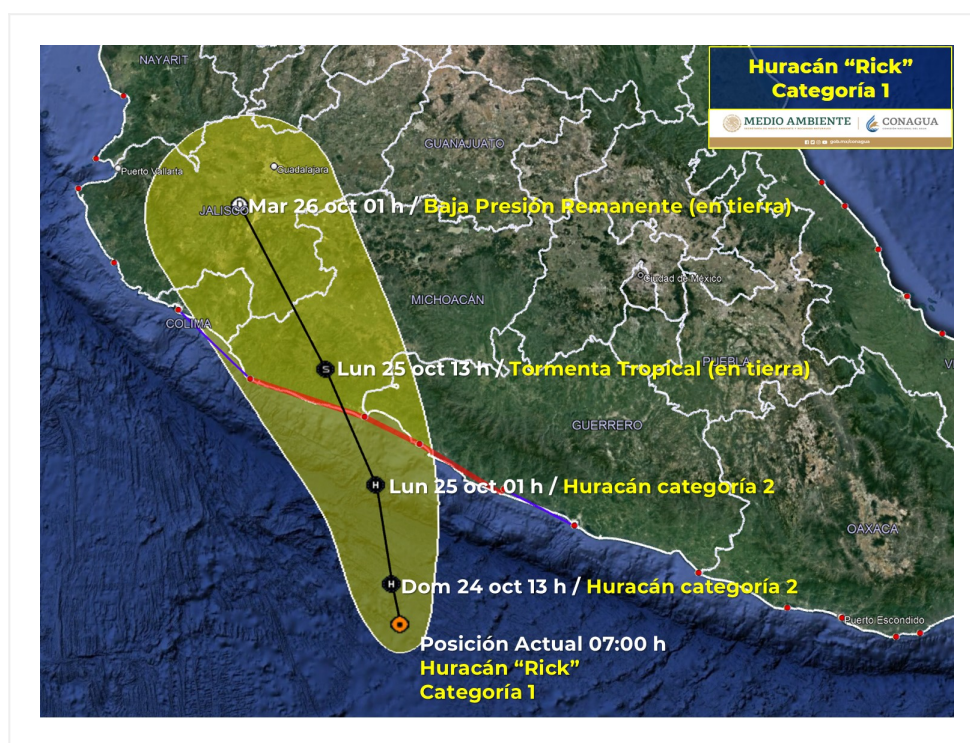 Huracán “Rick”
Categoría 1
MEDIO AMBIENTE
CONAGUA
gob.mx/conagua
NAYARIT
GUANAJUATO
Puerto Vallarta
Guadalajara
JALISCO
Mar 26 oct 01 h / Baja Presión Remanente (en tierra)
Ciudad de México
MICHOACÁN
COLIMA
PUEBLA
Lun 25 oct 13 h / Tormenta Tropical (en tierra)
S
GUERRERO
H
Lun 25 oct 01 h / Huracán categoría 2
OAXACA
H
Dom 24 oct 13 h / Huracán categoría 2
Puerto Escondido
Posición Actual 07:00 h
Huracán “Rick”
Categoría 1